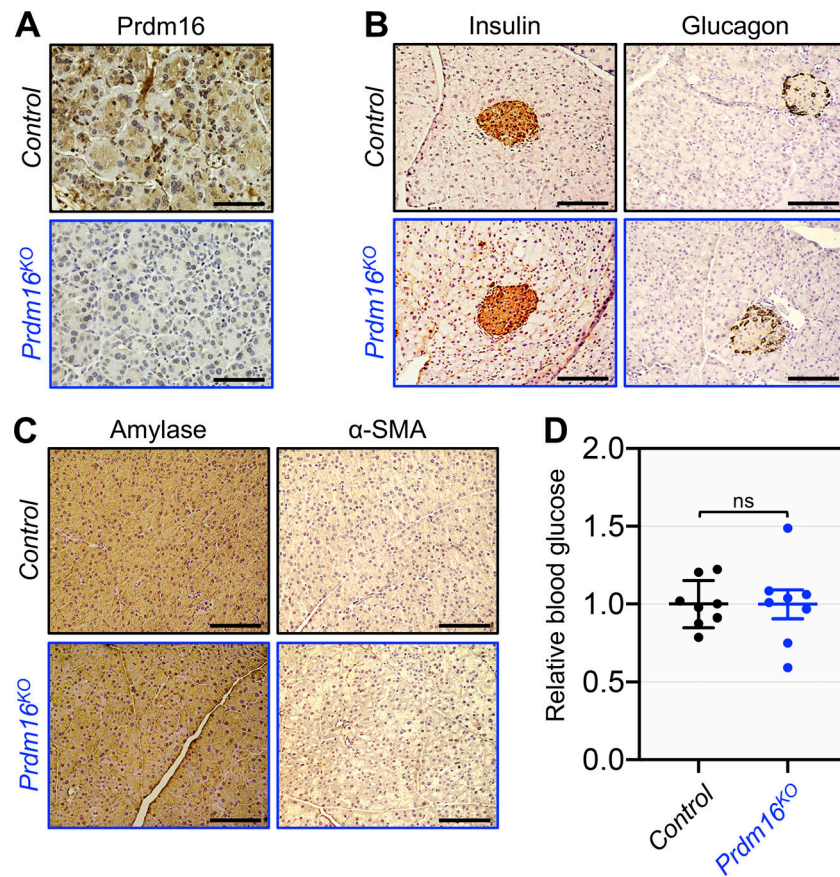 A
Prdm16
Control
Prdm16KO
B
Insulin
Glucagon
Control
Prdm16KO
C
Amylase
α-SMA
Control
Prdm16KO
D
Relative blood glucose
2.0
1.5
1.0
0.5
0.0
ns
Control
Prdm16KO